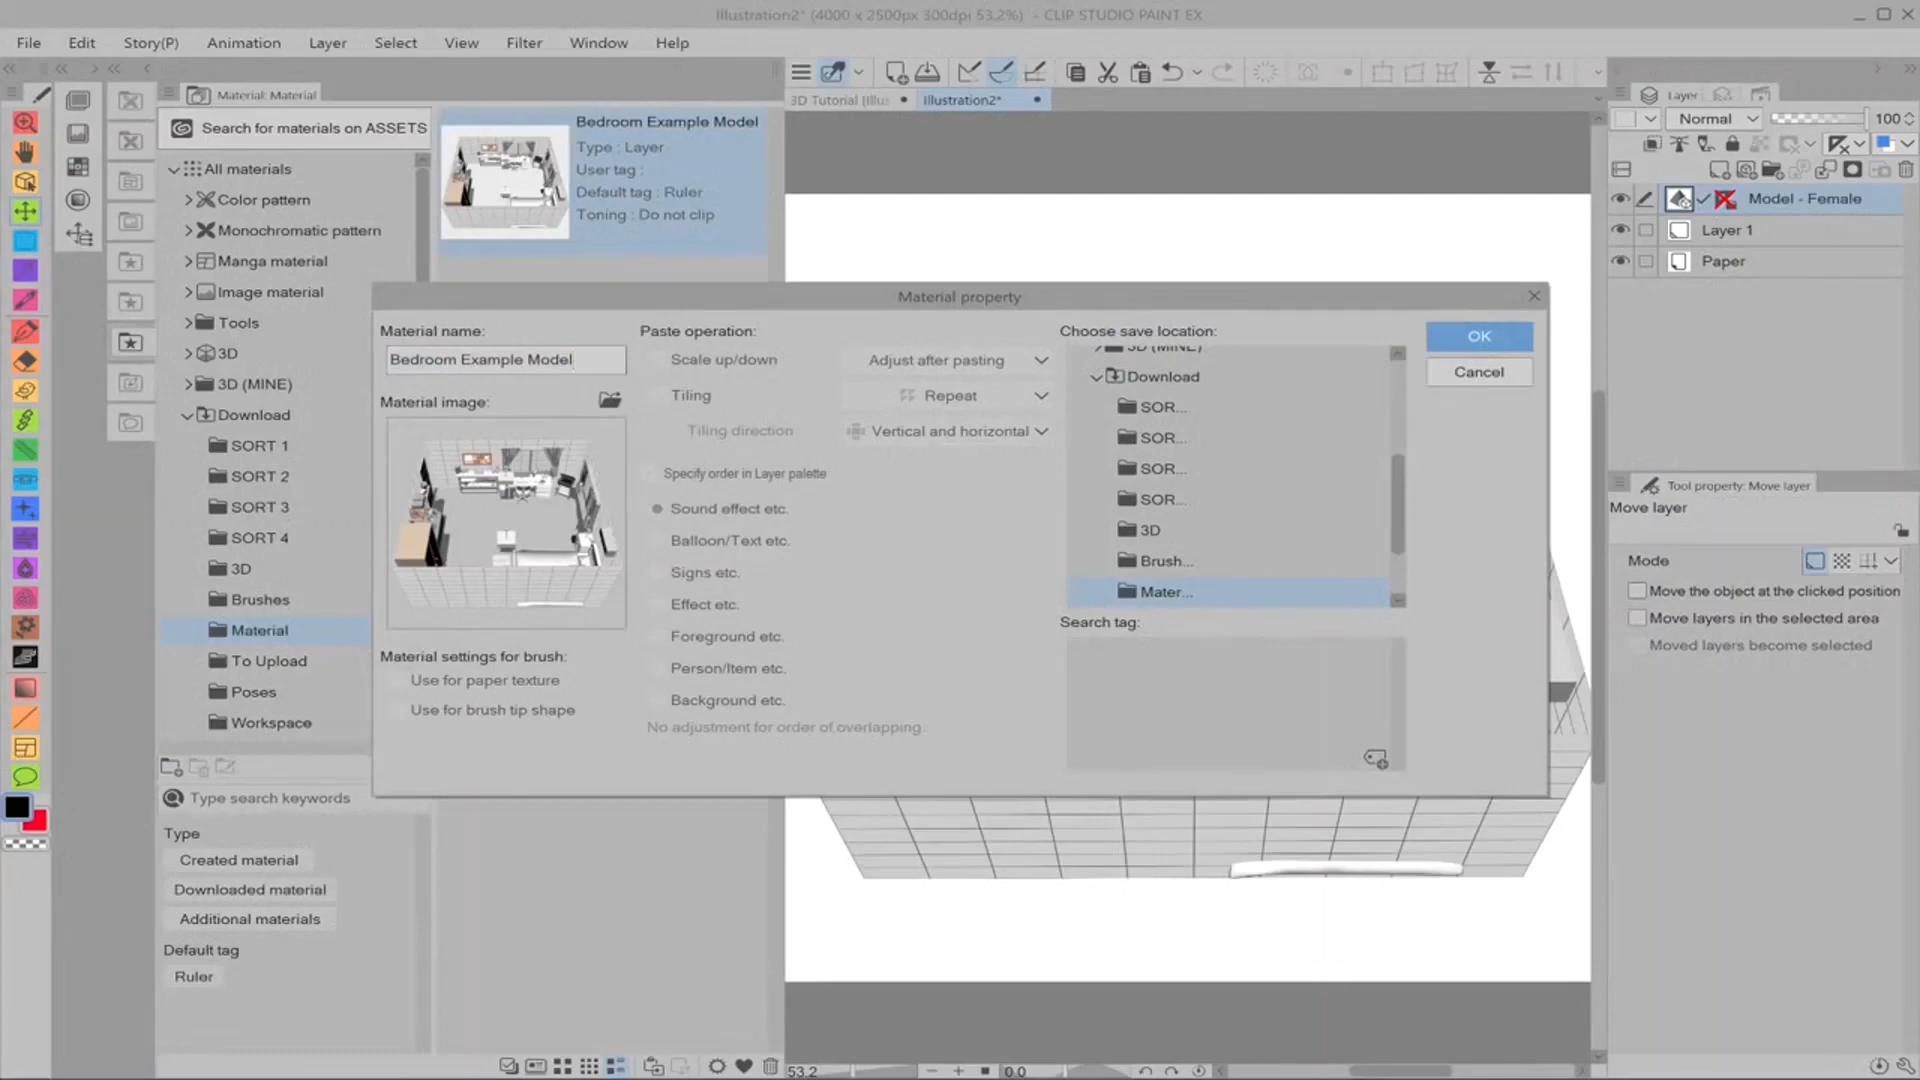 Illustration2* (4000 x 2500px 300dpi 53.2%) - CLIP STUDIO PAINT EX
File Edit Story(P) Animation Layer Select View Filter Window Help
Material: Material
Search for materials on ASSETS
All materials
Color pattern
Monochromatic pattern
Manga material
Image material
Tools
3D
3D (MINE)
Download
SORT 1
SORT 2
SORT 3
SORT 4
3D
Brushes
Material
To Upload
Poses
Workspace
Type search keywords
Type
Created material
Downloaded material
Additional materials
Default tag
Ruler
Bedroom Example Model
Type : Layer
User tag :
Default tag : Ruler
Toning : Do not clip
3D Tutorial [Illus
Illustration2*
Material property
Material name:
Bedroom Example Model
Material image:
Material settings for brush:
Use for paper texture
Use for brush tip shape
Paste operation:
Scale up/down Adjust after pasting
Tiling Repeat
Tiling direction Vertical and horizontal
Specify order in Layer palette
Sound effect etc.
Balloon/Text etc.
Signs etc.
Effect etc.
Foreground etc.
Person/Item etc.
Background etc.
No adjustment for order of overlapping.
Choose save location:
3D (MINE)
Download
SOR...
SOR...
SOR...
SOR...
3D
Brush...
Mater...
Search tag:
OK
Cancel
Layer
Normal 100
Model - Female
Layer 1
Paper
Tool property: Move layer
Move layer
Mode
Move the object at the clicked position
Move layers in the selected area
Moved layers become selected
53.2 0.0